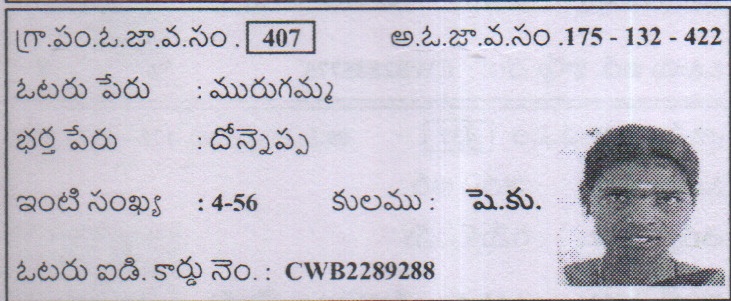 గ్రా.పం.ఓ.జా.వ.సం . 407 అ.ఓ.జా.వ.సం .175 - 132 - 422
ఓటరు పేరు : మురుగమ్మ
భర్త పేరు : దోన్నెప్ప
ఇంటి సంఖ్య : 4-56 కులము : షె.కు.
ఓటరు ఐడి. కార్డు నెం. : CWB2289288